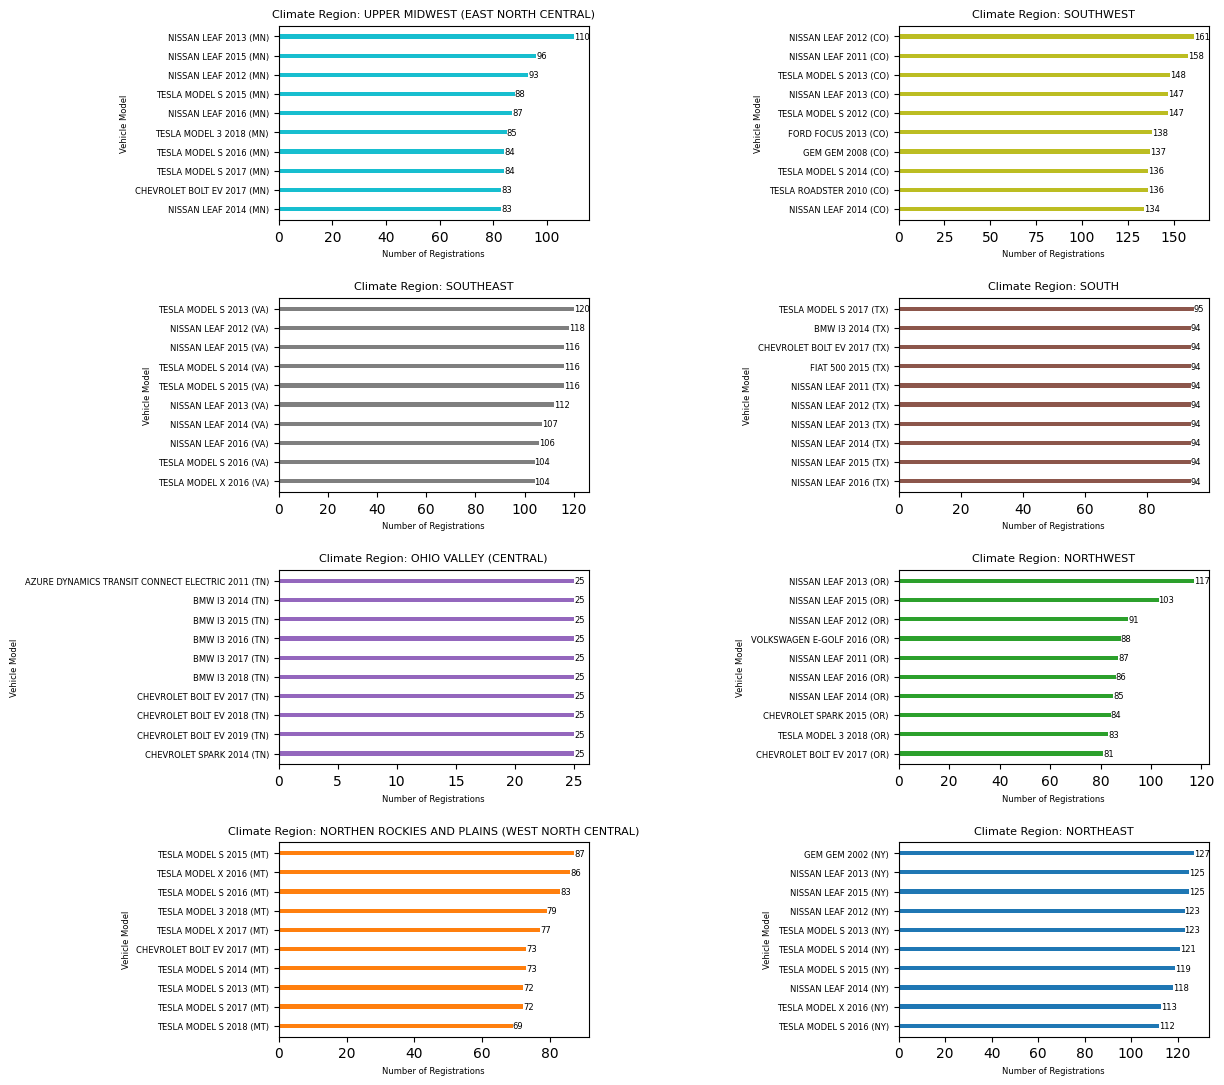 Climate Region: UPPER MIDWEST (EAST NORTH CENTRAL)
Vehicle Model
NISSAN LEAF 2013 (MN) 110
NISSAN LEAF 2015 (MN) 96
NISSAN LEAF 2012 (MN) 93
TESLA MODEL S 2015 (MN) 88
NISSAN LEAF 2016 (MN) 87
TESLA MODEL 3 2018 (MN) 85
TESLA MODEL S 2016 (MN) 84
TESLA MODEL S 2017 (MN) 84
CHEVROLET BOLT EV 2017 (MN) 83
NISSAN LEAF 2014 (MN) 83
0 20 40 60 80 100
Number of Registrations
Climate Region: SOUTHWEST
Vehicle Model
NISSAN LEAF 2012 (CO) 161
NISSAN LEAF 2011 (CO) 158
TESLA MODEL S 2013 (CO) 148
NISSAN LEAF 2013 (CO) 147
TESLA MODEL S 2012 (CO) 147
FORD FOCUS 2013 (CO) 138
GEM GEM 2008 (CO) 137
TESLA MODEL S 2014 (CO) 136
TESLA ROADSTER 2010 (CO) 136
NISSAN LEAF 2014 (CO) 134
0 25 50 75 100 125 150
Number of Registrations
Climate Region: SOUTHEAST
Vehicle Model
TESLA MODEL S 2013 (VA) 120
NISSAN LEAF 2012 (VA) 118
NISSAN LEAF 2015 (VA) 116
TESLA MODEL S 2014 (VA) 116
TESLA MODEL S 2015 (VA) 116
NISSAN LEAF 2013 (VA) 112
NISSAN LEAF 2014 (VA) 107
NISSAN LEAF 2016 (VA) 106
TESLA MODEL S 2016 (VA) 104
TESLA MODEL X 2016 (VA) 104
0 20 40 60 80 100 120
Number of Registrations
Climate Region: SOUTH
Vehicle Model
TESLA MODEL S 2017 (TX) 95
BMW I3 2014 (TX) 94
CHEVROLET BOLT EV 2017 (TX) 94
FIAT 500 2015 (TX) 94
NISSAN LEAF 2011 (TX) 94
NISSAN LEAF 2012 (TX) 94
NISSAN LEAF 2013 (TX) 94
NISSAN LEAF 2014 (TX) 94
NISSAN LEAF 2015 (TX) 94
NISSAN LEAF 2016 (TX) 94
0 20 40 60 80
Number of Registrations
Climate Region: OHIO VALLEY (CENTRAL)
Vehicle Model
AZURE DYNAMICS TRANSIT CONNECT ELECTRIC 2011 (TN) 25
BMW I3 2014 (TN) 25
BMW I3 2015 (TN) 25
BMW I3 2016 (TN) 25
BMW I3 2017 (TN) 25
BMW I3 2018 (TN) 25
CHEVROLET BOLT EV 2017 (TN) 25
CHEVROLET BOLT EV 2018 (TN) 25
CHEVROLET BOLT EV 2019 (TN) 25
CHEVROLET SPARK 2014 (TN) 25
0 5 10 15 20 25
Number of Registrations
Climate Region: NORTHWEST
Vehicle Model
NISSAN LEAF 2013 (OR) 117
NISSAN LEAF 2015 (OR) 103
NISSAN LEAF 2012 (OR) 91
VOLKSWAGEN E-GOLF 2016 (OR) 88
NISSAN LEAF 2011 (OR) 87
NISSAN LEAF 2016 (OR) 86
NISSAN LEAF 2014 (OR) 85
CHEVROLET SPARK 2015 (OR) 84
TESLA MODEL 3 2018 (OR) 83
CHEVROLET BOLT EV 2017 (OR) 81
0 20 40 60 80 100 120
Number of Registrations
Climate Region: NORTHEN ROCKIES AND PLAINS (WEST NORTH CENTRAL)
Vehicle Model
TESLA MODEL S 2015 (MT) 87
TESLA MODEL X 2016 (MT) 86
TESLA MODEL S 2016 (MT) 83
TESLA MODEL 3 2018 (MT) 79
TESLA MODEL X 2017 (MT) 77
CHEVROLET BOLT EV 2017 (MT) 73
TESLA MODEL S 2014 (MT) 73
TESLA MODEL S 2013 (MT) 72
TESLA MODEL S 2017 (MT) 72
TESLA MODEL S 2018 (MT) 69
0 20 40 60 80
Number of Registrations
Climate Region: NORTHEAST
Vehicle Model
GEM GEM 2002 (NY) 127
NISSAN LEAF 2013 (NY) 125
NISSAN LEAF 2015 (NY) 125
NISSAN LEAF 2012 (NY) 123
TESLA MODEL S 2013 (NY) 123
TESLA MODEL S 2014 (NY) 121
TESLA MODEL S 2015 (NY) 119
NISSAN LEAF 2014 (NY) 118
TESLA MODEL X 2016 (NY) 113
TESLA MODEL S 2016 (NY) 112
0 20 40 60 80 100 120
Number of Registrations